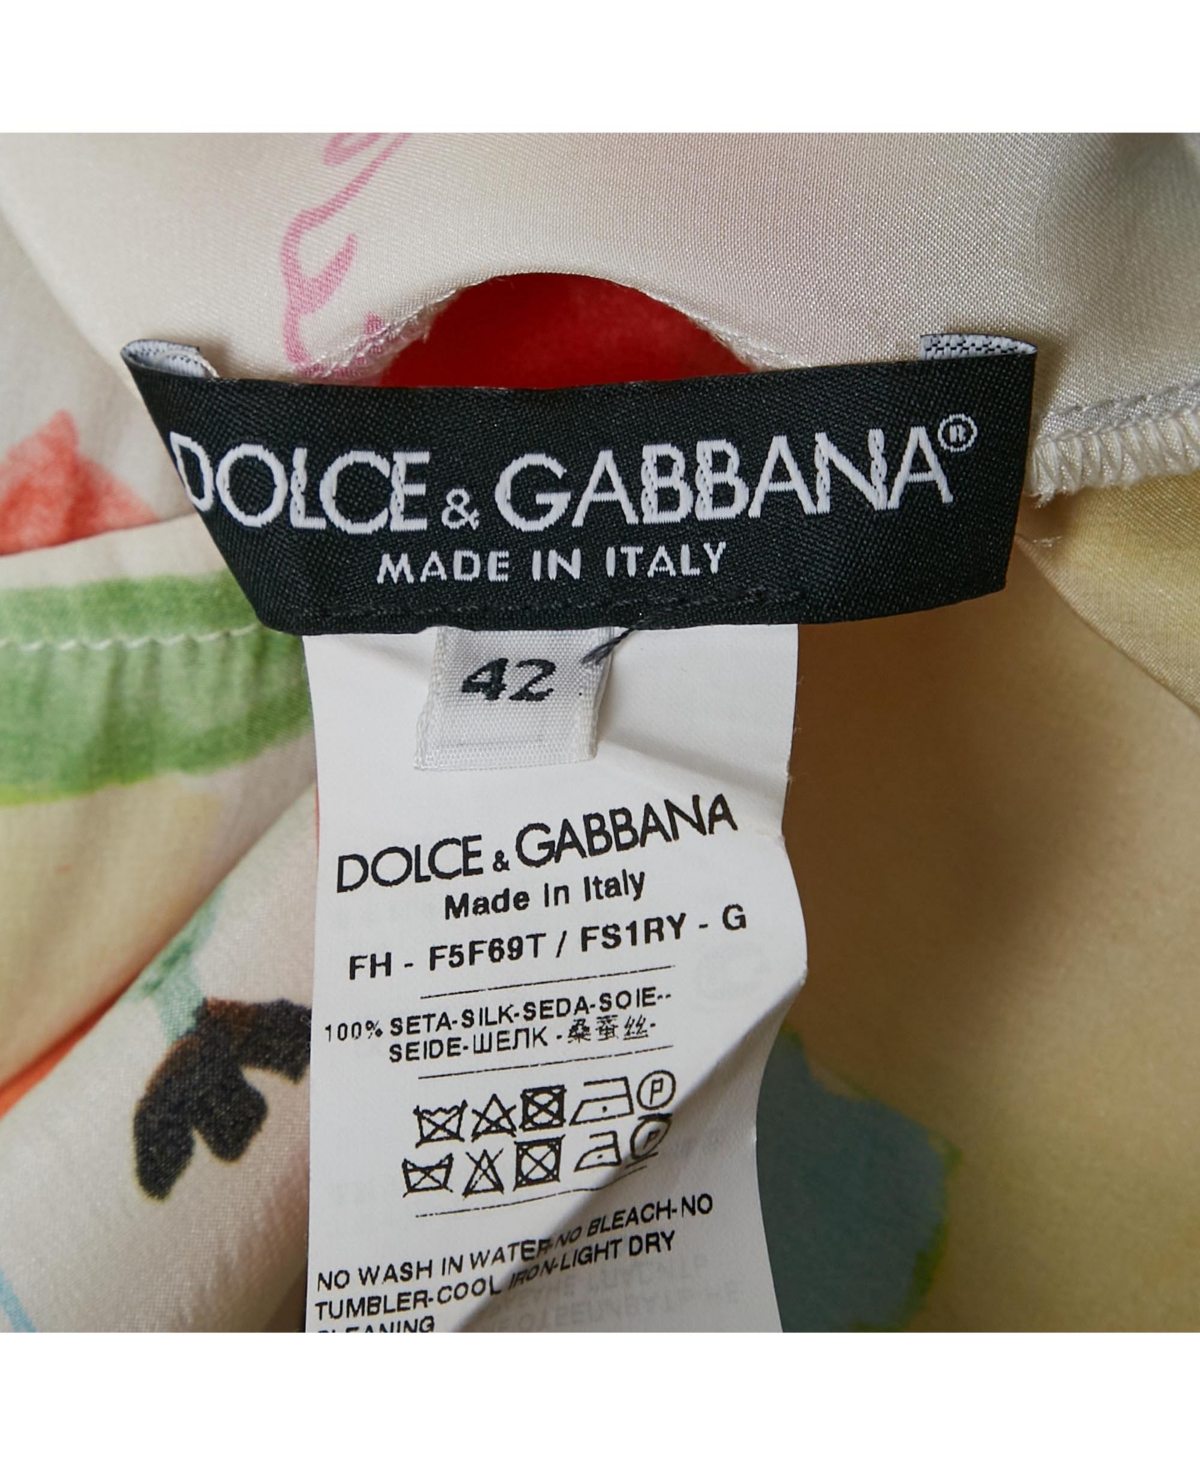 DOLCE & GABBANA®
MADE IN ITALY
42
DOLCE & GABBANA
Made In Italy
FH - F5F69T / FS1RY - G
100% SETA-SILK-SEDA-SOIE--
SEIDE-ШЕЛК -桑蚕丝-
P
P
NO WASH IN WATER-NO BLEACH-NO
TUMBLER-COOL IRON-LIGHT DRY
CLEANING